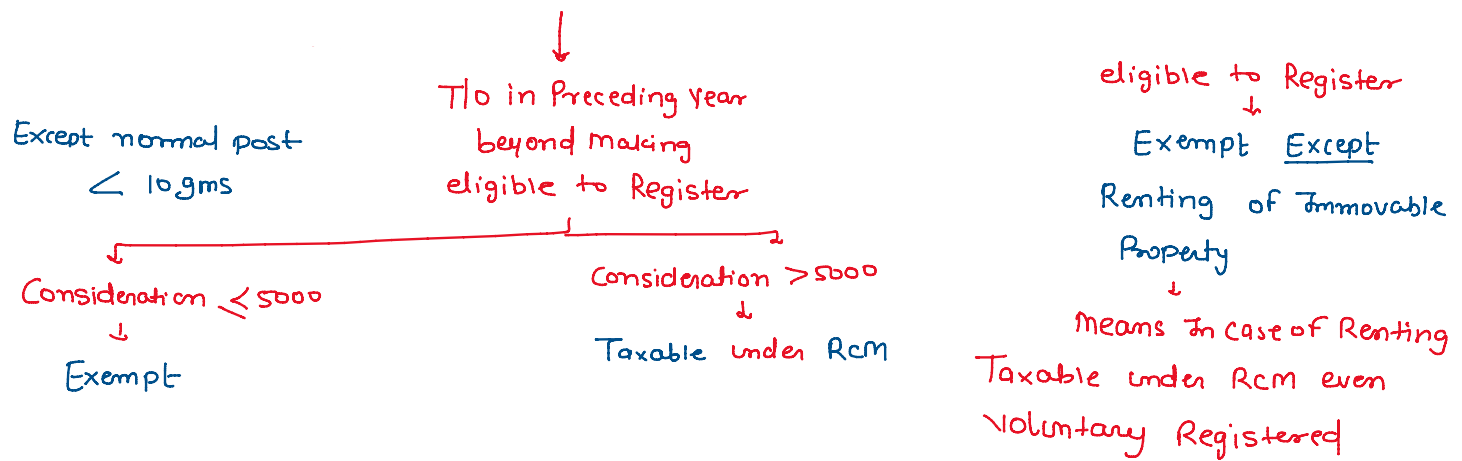 Except normal post
< 10 gms
T/O in Preceding year
beyond making
eligible to Register
Consideration ≤ 5000
Exempt
Consideration > 5000
Taxable under RCM
eligible to Register
Exempt Except
Renting of Immovable
Property
means In case of Renting
Taxable under RCM even
voluntary Registered